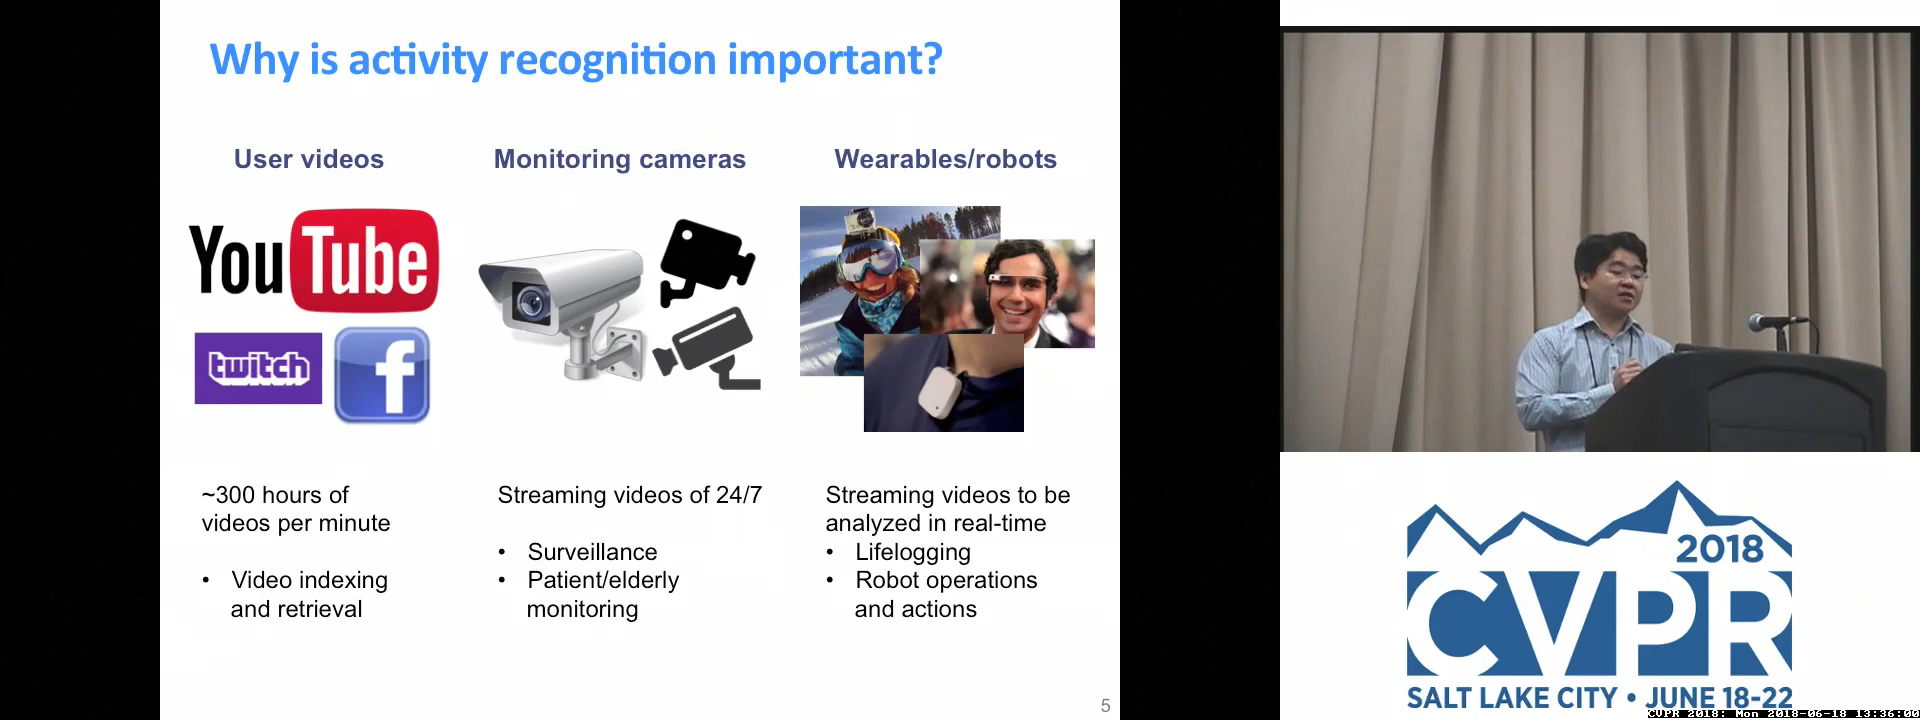 Why is activity recognition important?
User videos
Monitoring cameras
Wearables/robots
YouTube
twitch
f
~300 hours of
videos per minute
• Video indexing
and retrieval
Streaming videos of 24/7
• Surveillance
• Patient/elderly
monitoring
Streaming videos to be
analyzed in real-time
• Lifelogging
• Robot operations
and actions
5
2018
CVPR
SALT LAKE CITY • JUNE 18-22
CVPR 2018: Mon 2018-06-18 13:36:00